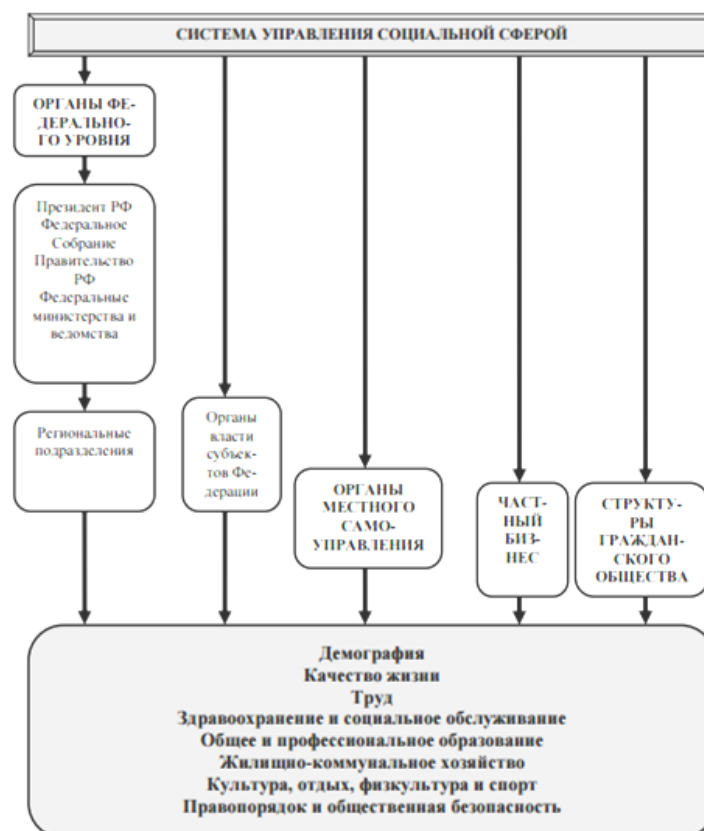 СИСТЕМА УПРАВЛЕНИЯ СОЦИАЛЬНОЙ СФЕРОЙ
ОРГАНЫ ФЕ-
ДЕРАЛЬНО-
ГО УРОВНЯ
Президент РФ
Федеральное
Собрание
Правительство
РФ
Федеральные
министерства и
ведомства
Региональные
подразделения
Органы
власти
субъек-
тов Фе-
дерации
ОРГАНЫ
МЕСТНОГО
САМО-
УПРАВЛЕНИЯ
ЧАСТ-
НЫЙ
БИЗ-
НЕС
СТРУКТУ-
РЫ
ГРАЖДАН-
СКОГО
ОБЩЕСТВА
Демография
Качество жизни
Труд
Здравоохранение и социальное обслуживание
Общее и профессиональное образование
Жилищно-коммунальное хозяйство
Культура, отдых, физкультура и спорт
Правопорядок и общественная безопасность